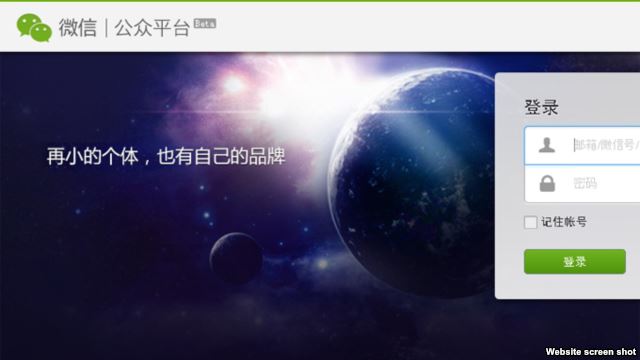 微信 | 公众平台 Beta
登录
再小的个体，也有自己的品牌
邮箱/微信号/
密码
记住帐号
登录
Website screen shot